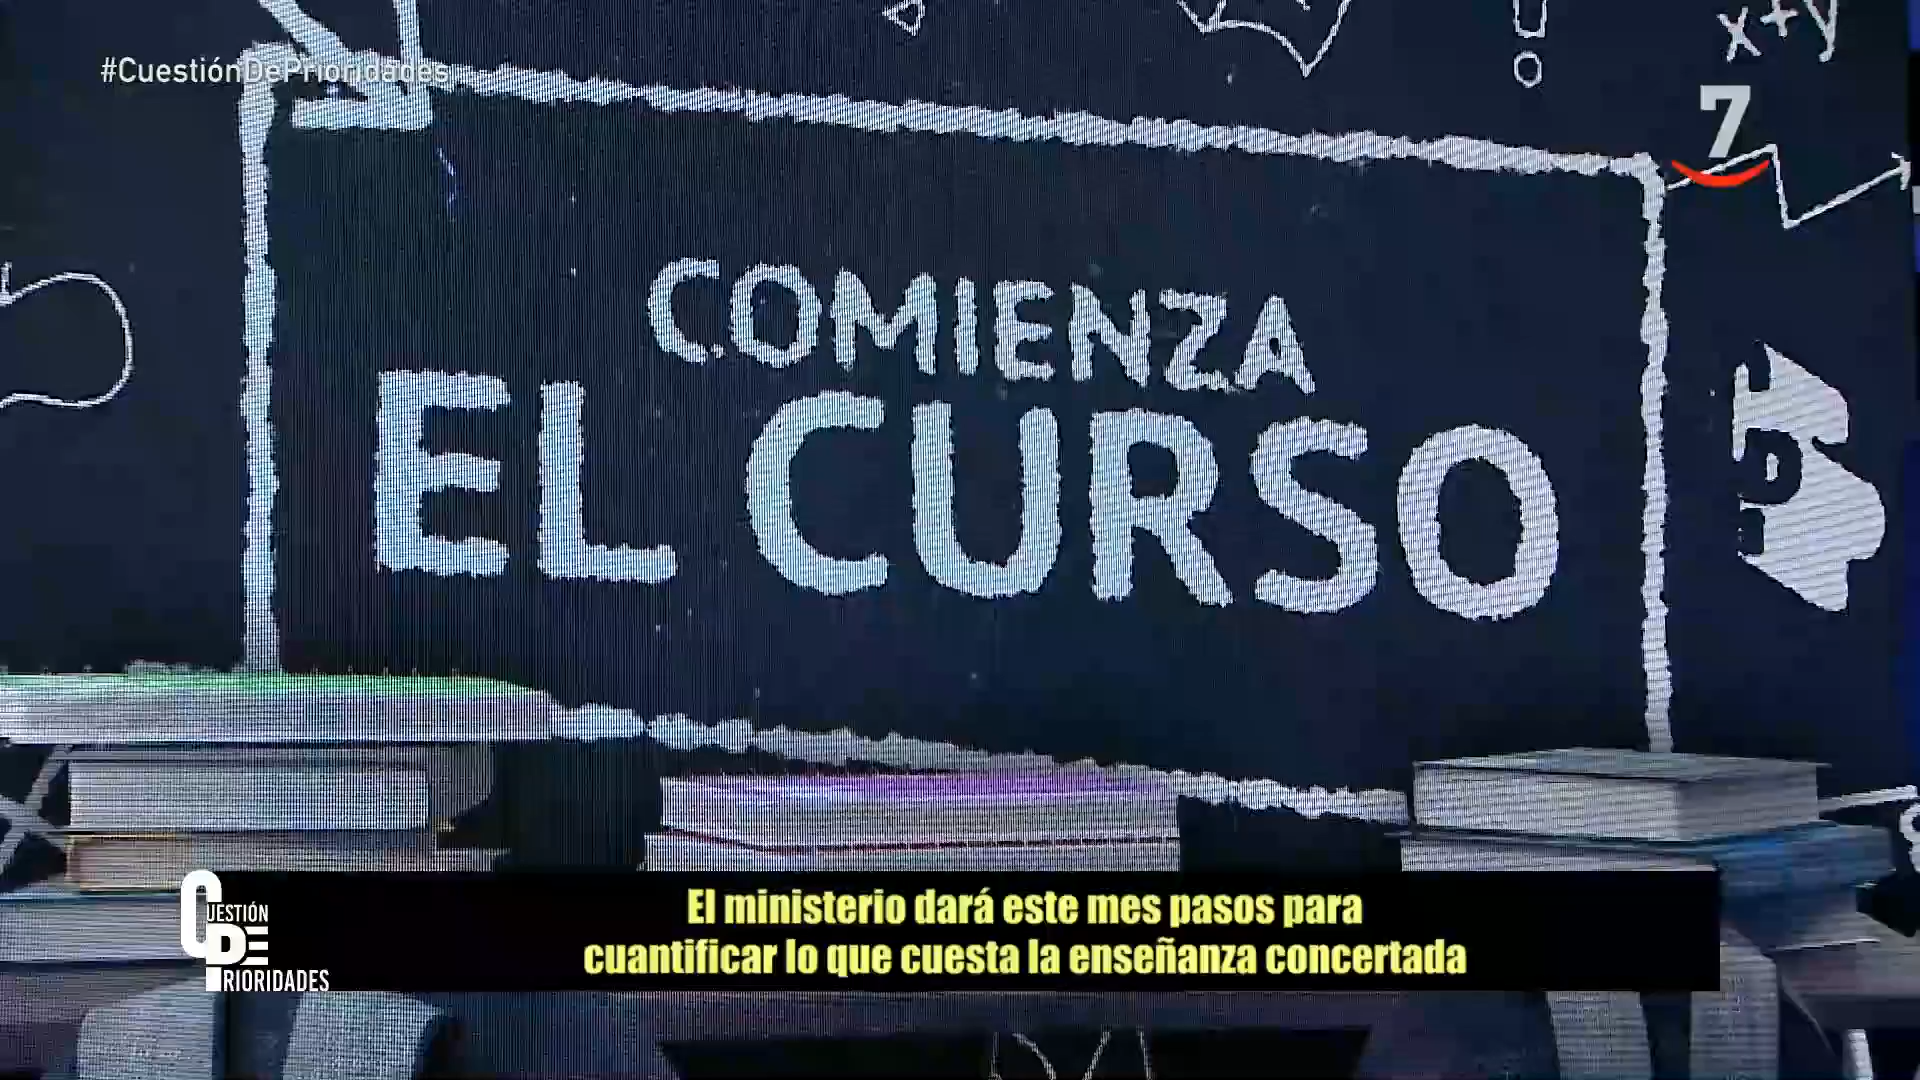 #CuestiónDePrioridades
x+y
7
COMIENZA
EL CURSO
CUESTIÓN
DE
PRIORIDADES
El ministerio dará este mes pasos para
cuantificar lo que cuesta la enseñanza concertada